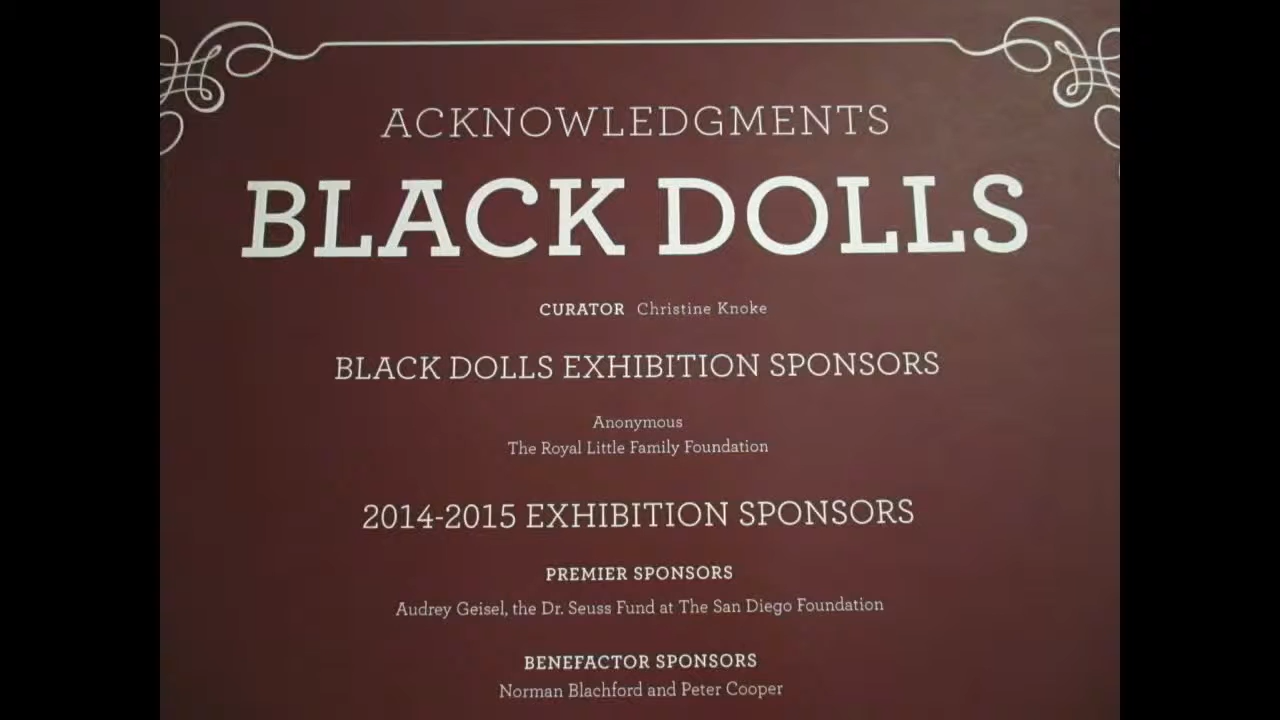 ACKNOWLEDGMENTS
BLACK DOLLS
CURATOR Christine Knoke
BLACK DOLLS EXHIBITION SPONSORS
Anonymous
The Royal Little Family Foundation
2014-2015 EXHIBITION SPONSORS
PREMIER SPONSORS
Audrey Geisel, the Dr. Seuss Fund at The San Diego Foundation
BENEFACTOR SPONSORS
Norman Blachford and Peter Cooper